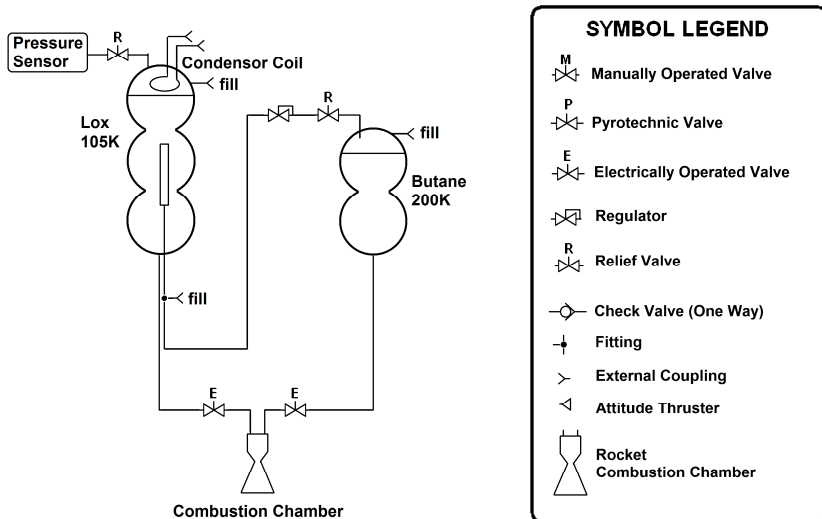 Pressure
Sensor
R
Condensor Coil
fill
Lox
105K
R
fill
Butane
200K
fill
E
E
Combustion Chamber
SYMBOL LEGEND
M
Manually Operated Valve
P
Pyrotechnic Valve
E
Electrically Operated Valve
Regulator
R
Relief Valve
Check Valve (One Way)
Fitting
External Coupling
Attitude Thruster
Rocket
Combustion Chamber